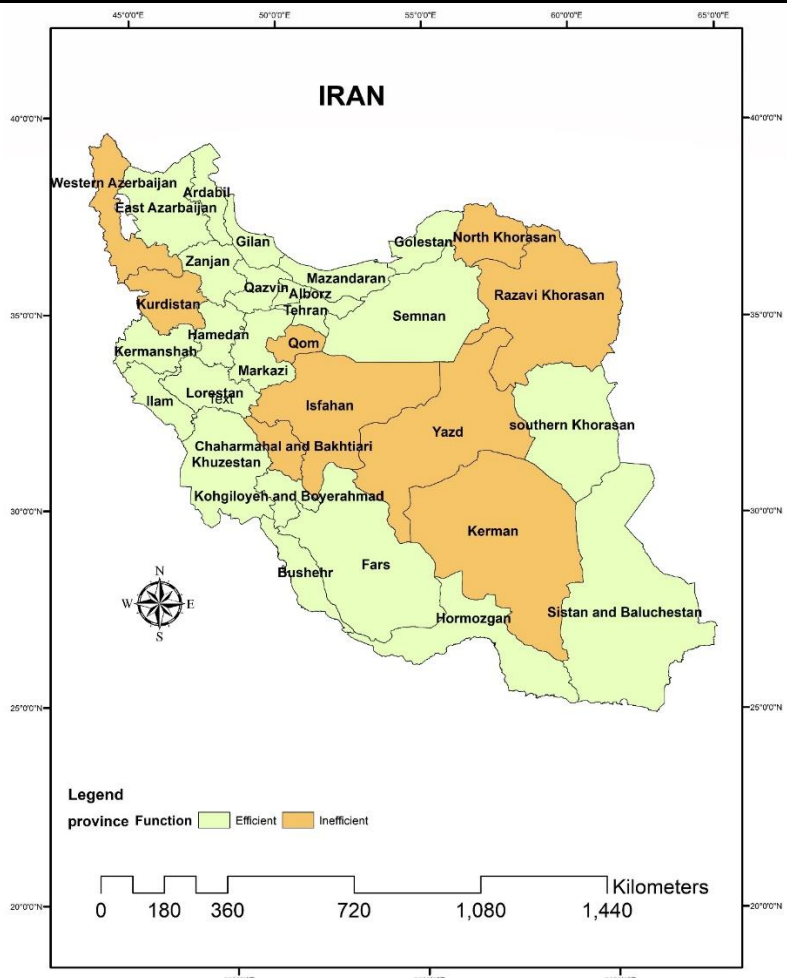 45°0'0"E 50°0'0"E 55°0'0"E 60°0'0"E 65°0'0"E
IRAN
40°0'0"N 40°0'0"N
Western Azerbaijan
Ardabil
East Azarbaijan
Gilan
Golestan
North Khorasan
Zanjan
Mazandaran
Qazvin
Alborz
Razavi Khorasan
Kurdistan
Tehran
Semnan
35°0'0"N 35°0'0"N
Hamedan
Qom
Kermanshah
Markazi
Lorestan
Text
Ilam
Isfahan
southern Khorasan
Yazd
Chaharmahal and Bakhtiari
Khuzestan
Kohgiloyeh and Boyerahmad
30°0'0"N 30°0'0"N
Kerman
Fars
Bushehr
N
W E
S
Hormozgan
Sistan and Baluchestan
25°0'0"N 25°0'0"N
Legend
province Function Efficient Inefficient
Kilometers
0 180 360 720 1,080 1,440
20°0'0"N 20°0'0"N